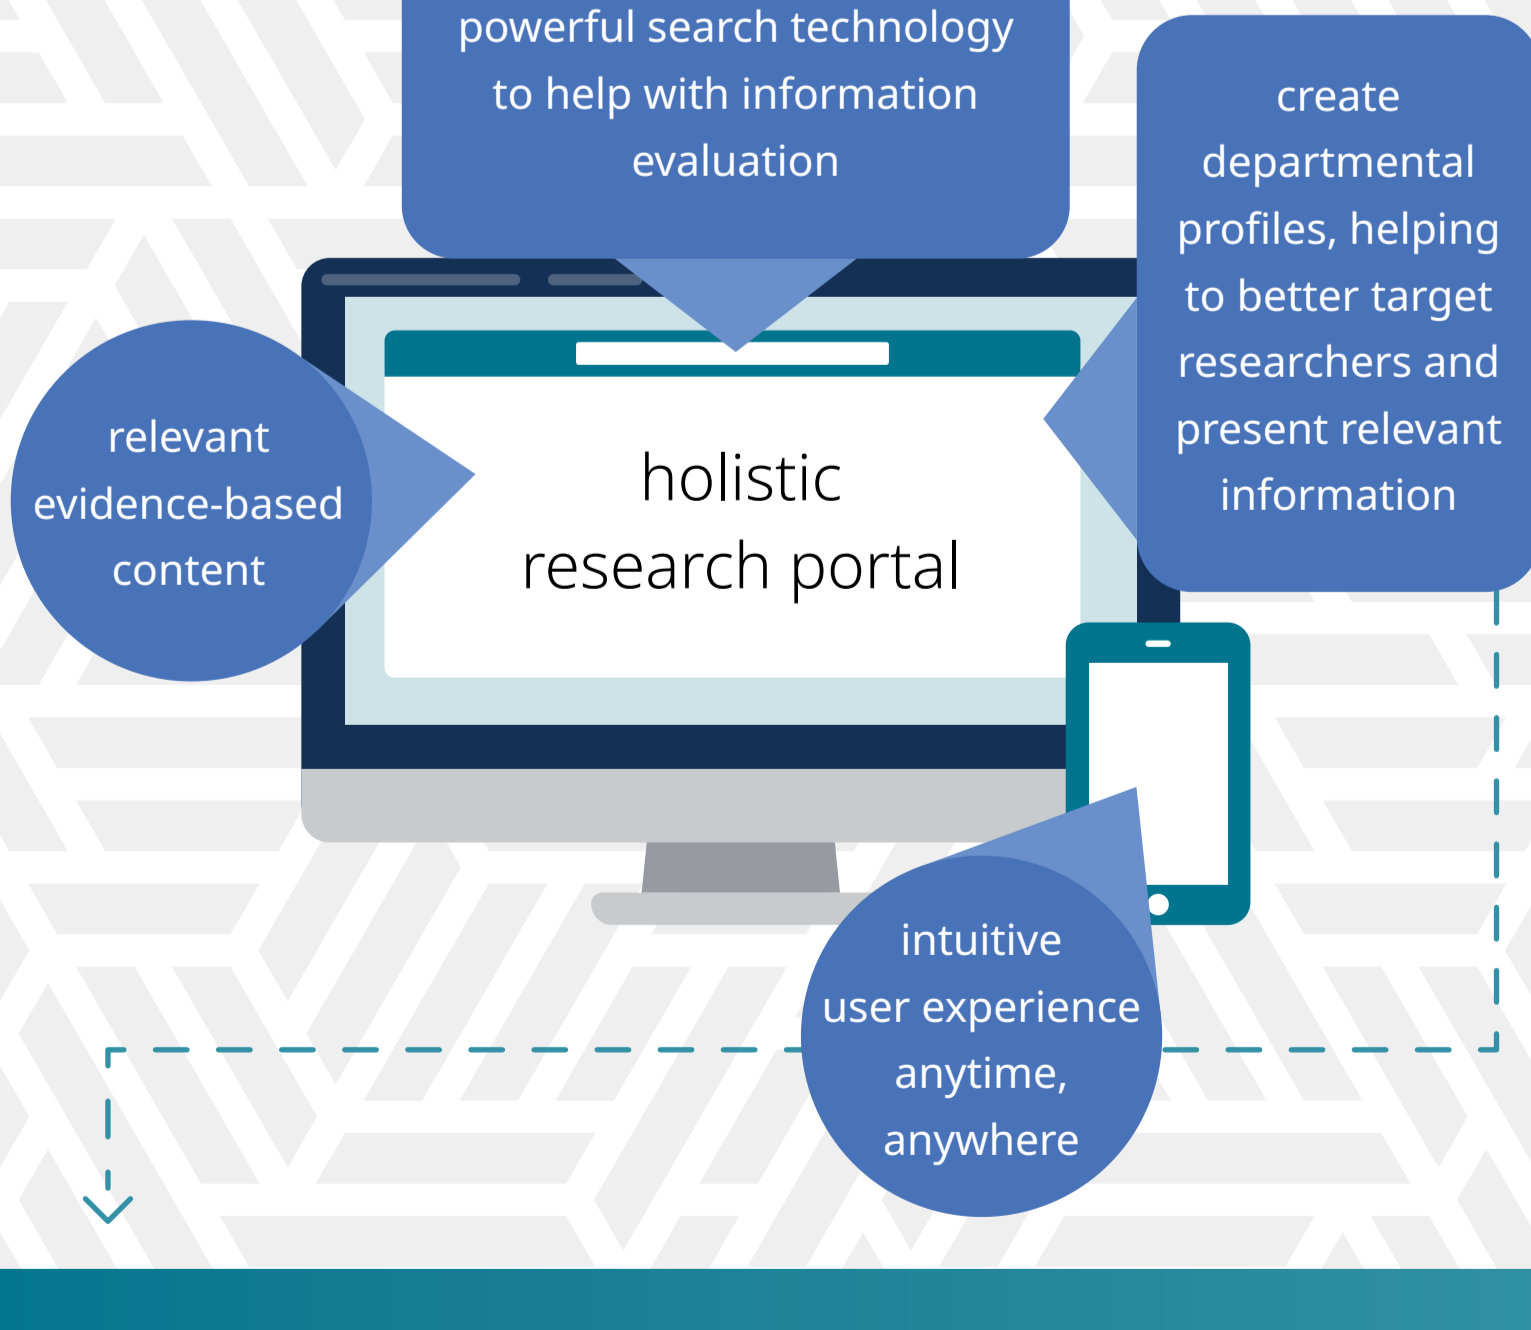 powerful search technology
to help with information
evaluation
create
departmental
profiles, helping
to better target
researchers and
present relevant
information
relevant
evidence-based
content
holistic
research portal
intuitive
user experience
anytime,
anywhere